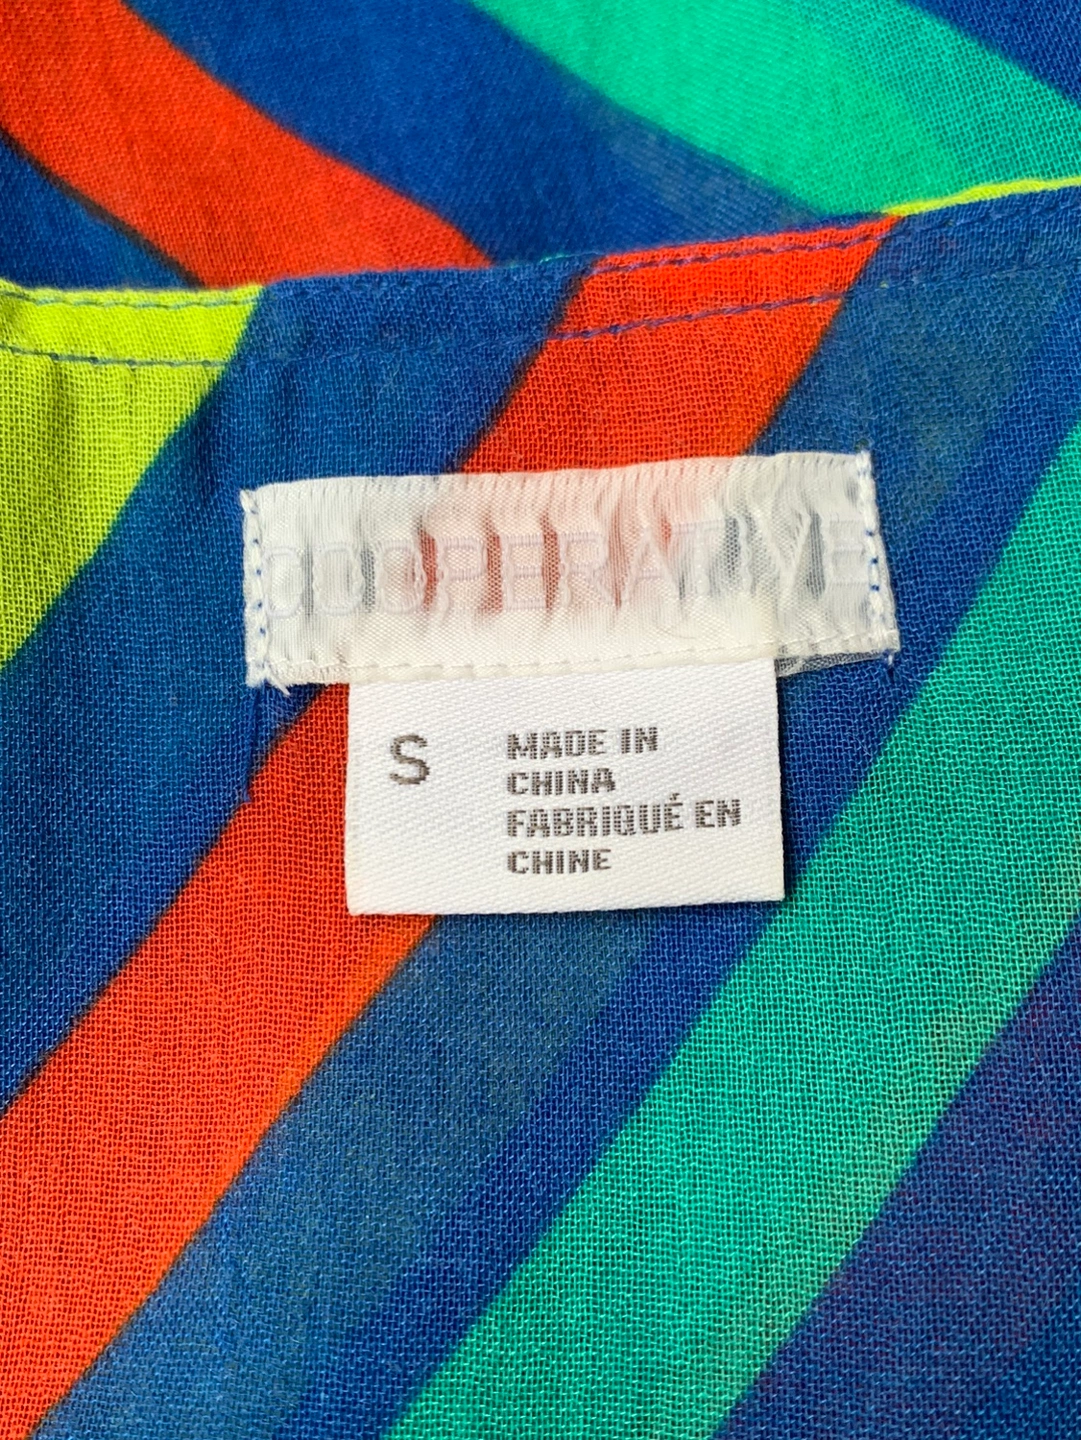 COOPERATIVE
S
MADE IN
CHINA
FABRIQUÉ EN
CHINE